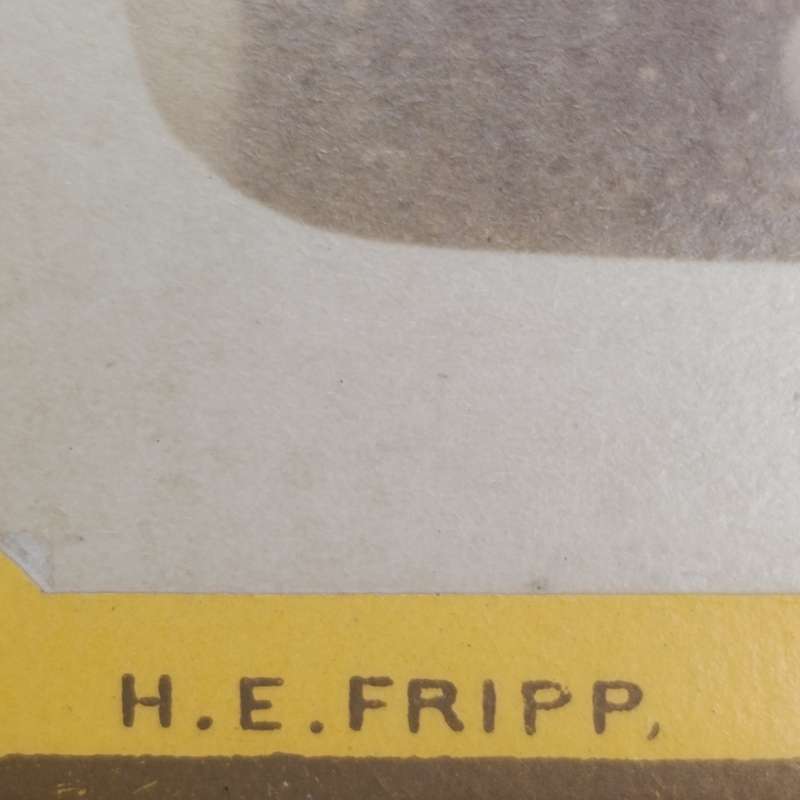 H. E. FRIPP,